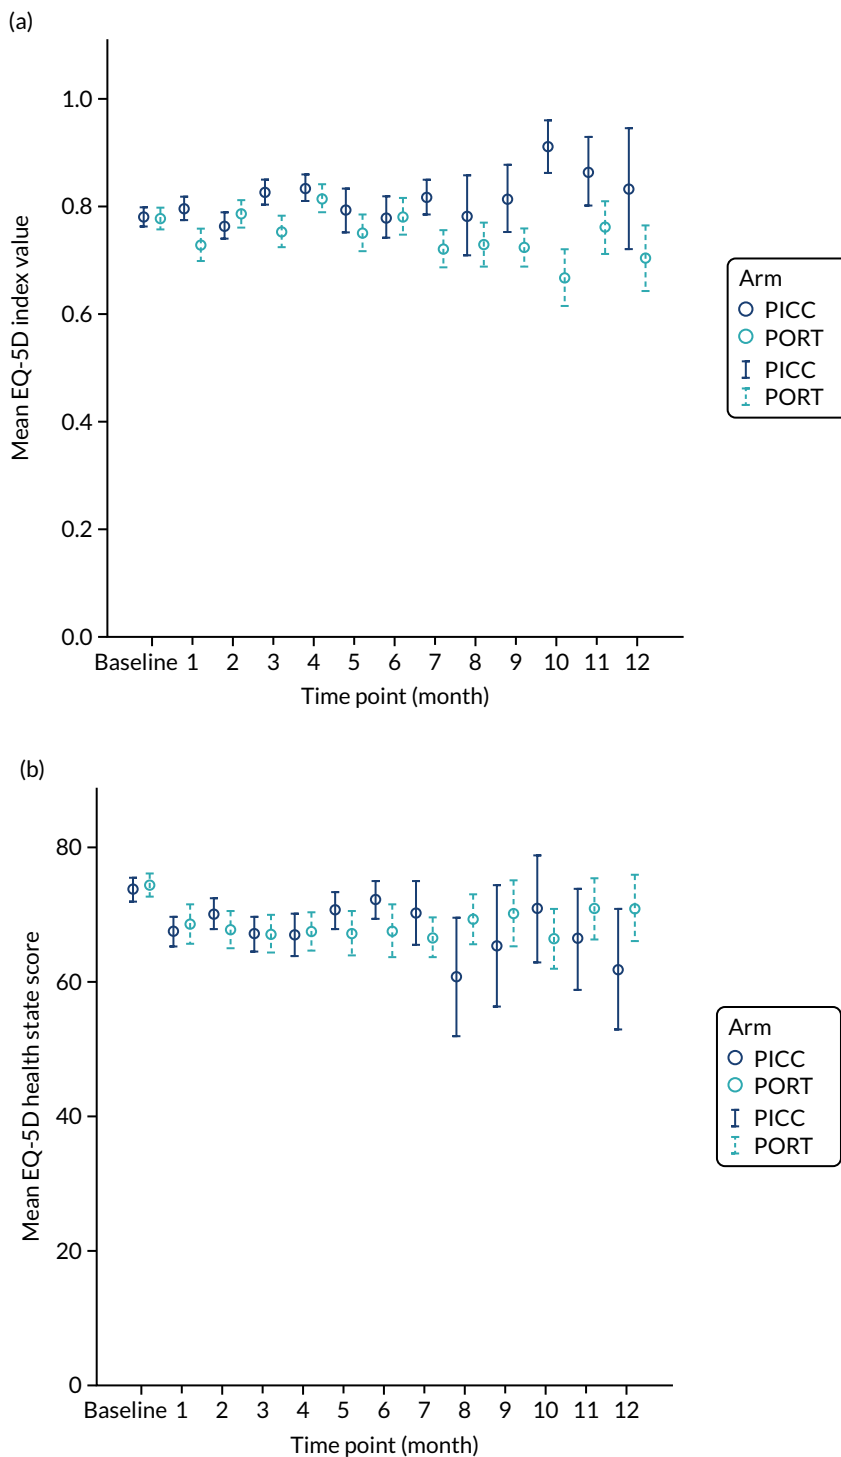 (a)
1.0
0.8
0.6
0.4
0.2
0.0
Mean EQ-5D index value
Baseline 1 2 3 4 5 6 7 8 9 10 11 12
Time point (month)
Arm
PICC
PORT
PICC
PORT
(b)
80
60
40
20
0
Mean EQ-5D health state score
Baseline 1 2 3 4 5 6 7 8 9 10 11 12
Time point (month)
Arm
PICC
PORT
PICC
PORT